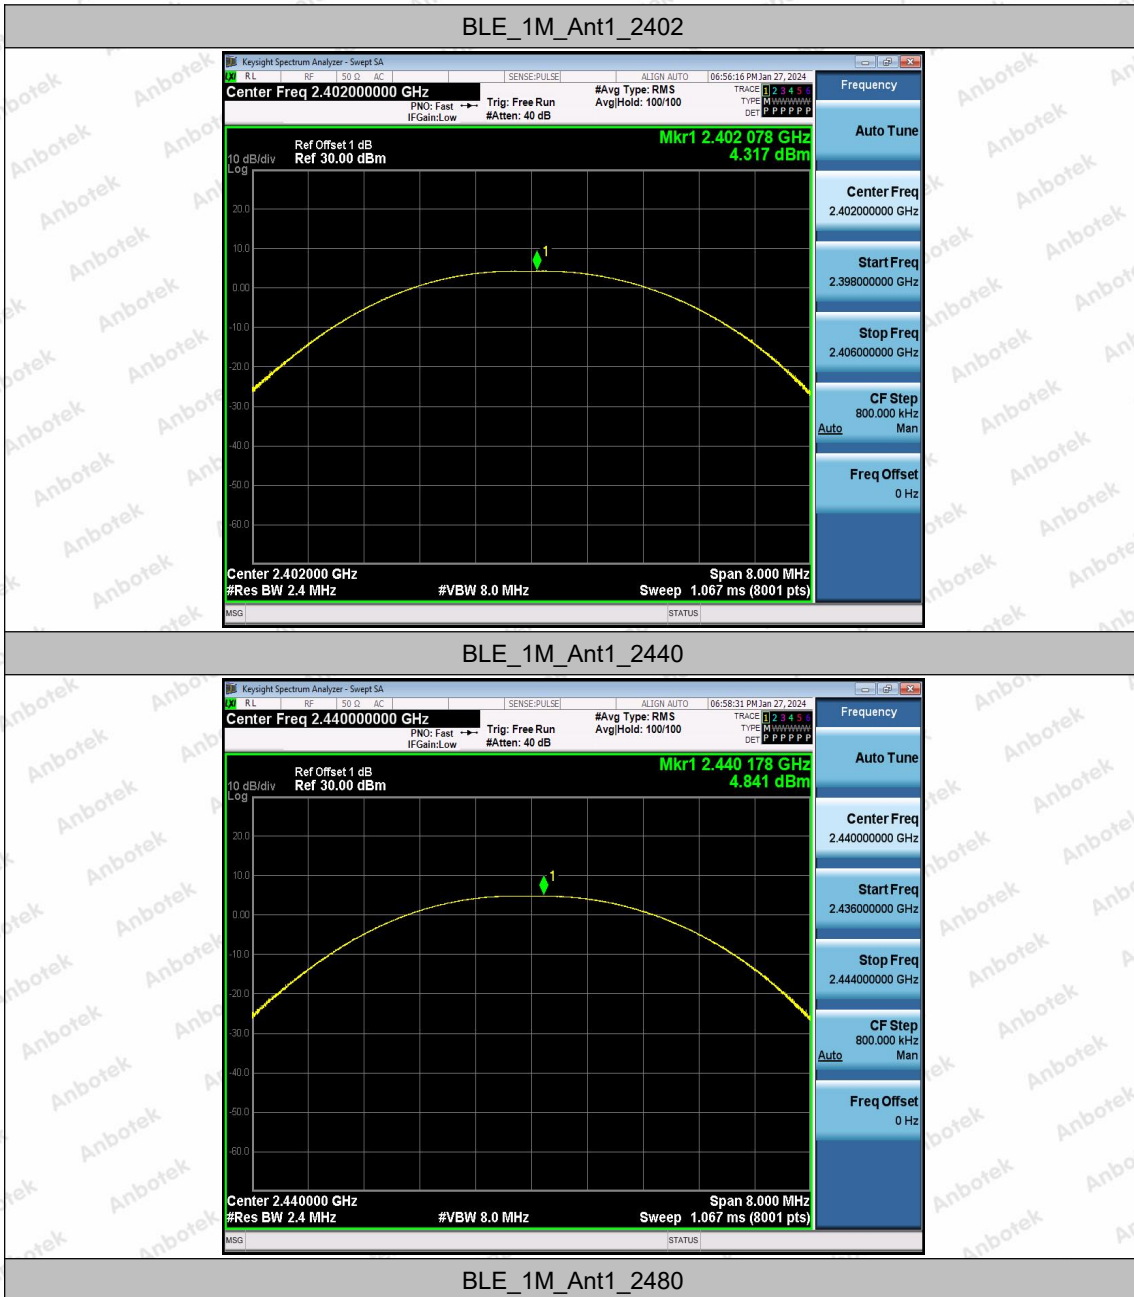 BLE_1M_Ant1_2402
Keysight Spectrum Analyzer - Swept SA
LXI RL RF 50 Ω AC SENSE:PULSE ALIGN AUTO 06:56:16 PM Jan 27, 2024
Center Freq 2.402000000 GHz
PNO: Fast
IFGain:Low
Trig: Free Run
#Atten: 40 dB
#Avg Type: RMS
Avg|Hold: 100/100
TRACE 1 2 3 4 5 6
TYPE M W W W W W
DET P P P P P P
Frequency
Auto Tune
Center Freq
2.402000000 GHz
Start Freq
2.398000000 GHz
Stop Freq
2.406000000 GHz
CF Step
800.000 kHz
Auto Man
Freq Offset
0 Hz
Mkr1 2.402 078 GHz
4.317 dBm
Ref Offset 1 dB
10 dB/div Ref 30.00 dBm
Log
20.0
10.0
0.00
-10.0
-20.0
-30.0
-40.0
-50.0
-60.0
1
Center 2.402000 GHz Span 8.000 MHz
#Res BW 2.4 MHz #VBW 8.0 MHz Sweep 1.067 ms (8001 pts)
MSG STATUS
BLE_1M_Ant1_2440
Keysight Spectrum Analyzer - Swept SA
LXI RL RF 50 Ω AC SENSE:PULSE ALIGN AUTO 06:58:31 PM Jan 27, 2024
Center Freq 2.440000000 GHz
PNO: Fast
IFGain:Low
Trig: Free Run
#Atten: 40 dB
#Avg Type: RMS
Avg|Hold: 100/100
TRACE 1 2 3 4 5 6
TYPE M W W W W W
DET P P P P P P
Frequency
Auto Tune
Center Freq
2.440000000 GHz
Start Freq
2.436000000 GHz
Stop Freq
2.444000000 GHz
CF Step
800.000 kHz
Auto Man
Freq Offset
0 Hz
Mkr1 2.440 178 GHz
4.841 dBm
Ref Offset 1 dB
10 dB/div Ref 30.00 dBm
Log
20.0
10.0
0.00
-10.0
-20.0
-30.0
-40.0
-50.0
-60.0
1
Center 2.440000 GHz Span 8.000 MHz
#Res BW 2.4 MHz #VBW 8.0 MHz Sweep 1.067 ms (8001 pts)
MSG STATUS
BLE_1M_Ant1_2480
Anbotek